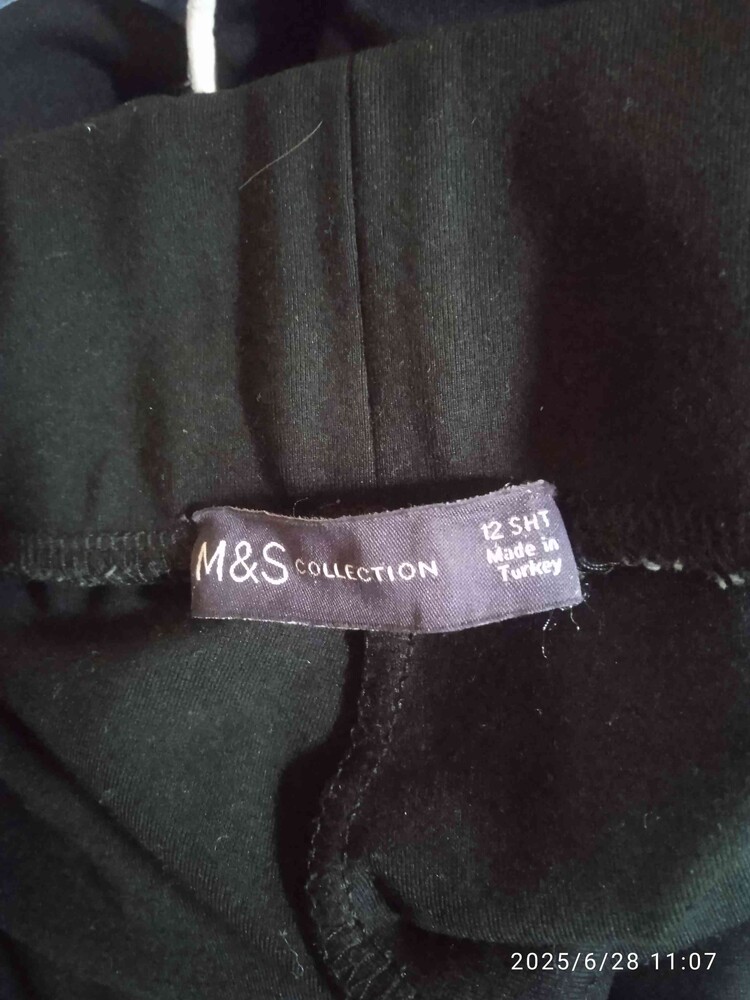 M&S COLLECTION
12 SHT
Made in
Turkey
2025/6/28 11:07